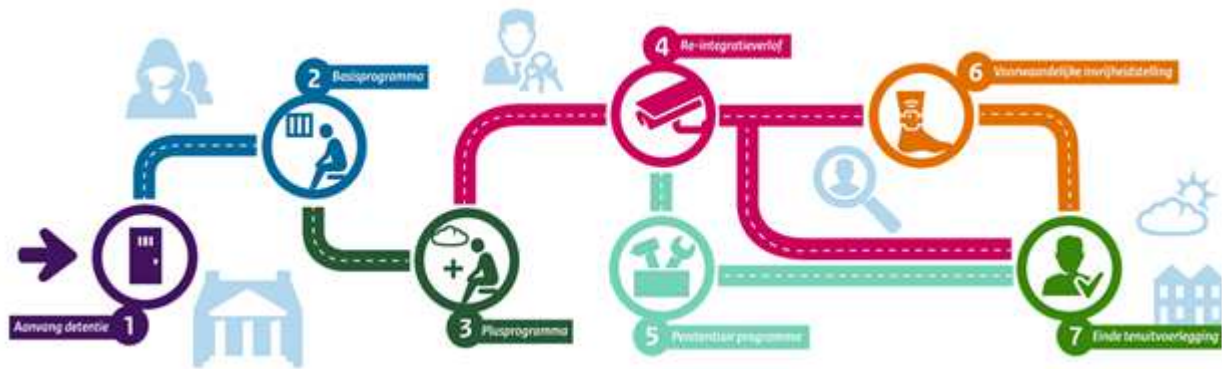 1 Aanvang detentie
2 Basisprogramma
3 Plusprogramma
4 Re-integratieverlof
5 Penitentiair programma
6 Voorwaardelijke invrijheidstelling
7 Einde tenuitvoerlegging